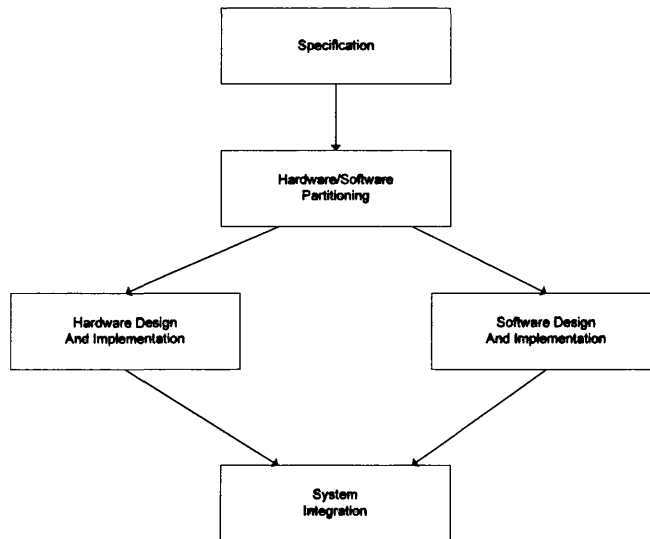 Specification
Hardware/Software
Partitioning
Hardware Design
And Implementation
Software Design
And Implementation
System
Integration